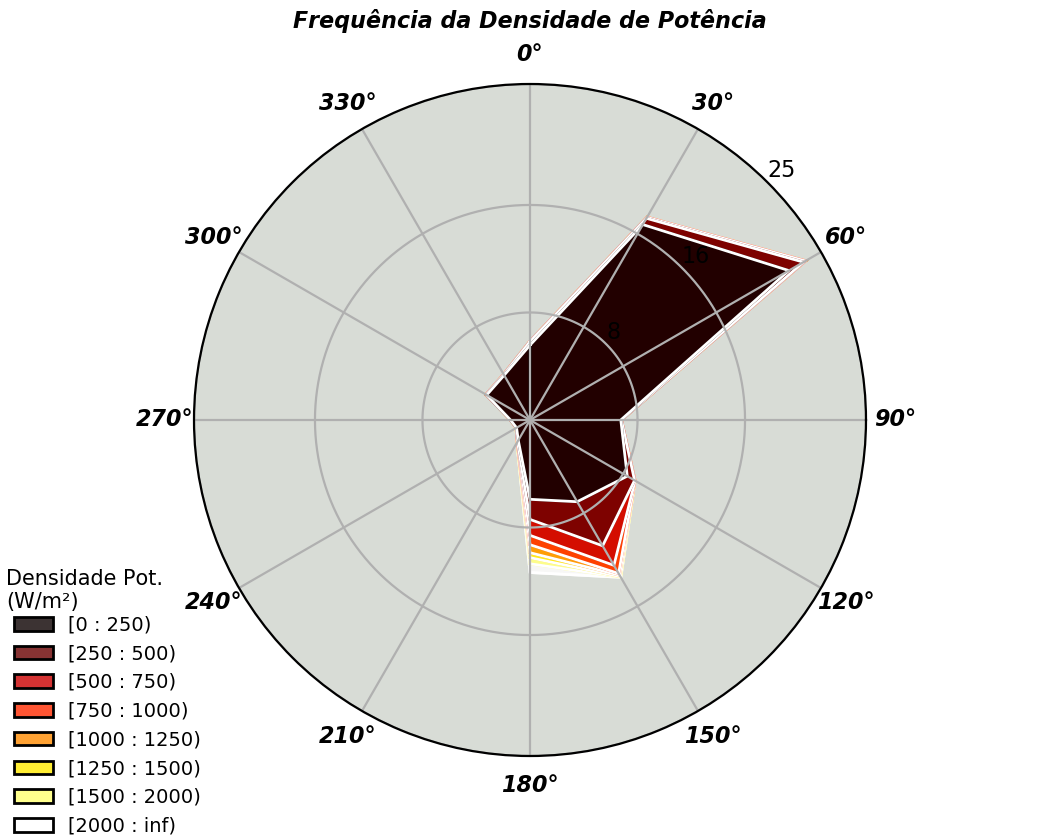 Frequência da Densidade de Potência
0°
330°
30°
25
300°
60°
16
8
270°
90°
Densidade Pot.
(W/m²)
240°
120°
[0 : 250)
[250 : 500)
[500 : 750)
[750 : 1000)
[1000 : 1250)
[1250 : 1500)
[1500 : 2000)
[2000 : inf)
210°
150°
180°